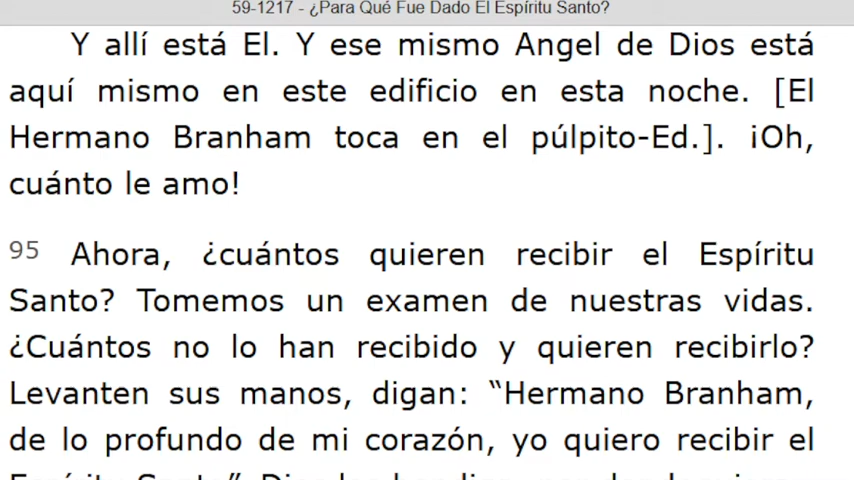 59-1217 - ¿Para Qué Fue Dado El Espíritu Santo?
Y allí está El. Y ese mismo Angel de Dios está
aquí mismo en este edificio en esta noche. [El
Hermano Branham toca en el púlpito-Ed.]. ¡Oh,
cuánto le amo!
95 Ahora, ¿cuántos quieren recibir el Espíritu
Santo? Tomemos un examen de nuestras vidas.
¿Cuántos no lo han recibido y quieren recibirlo?
Levanten sus manos, digan: “Hermano Branham,
de lo profundo de mi corazón, yo quiero recibir el
Espíritu Santo”. Dios